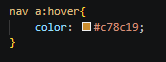 nav a:hover{
    color: #c78c19;
}